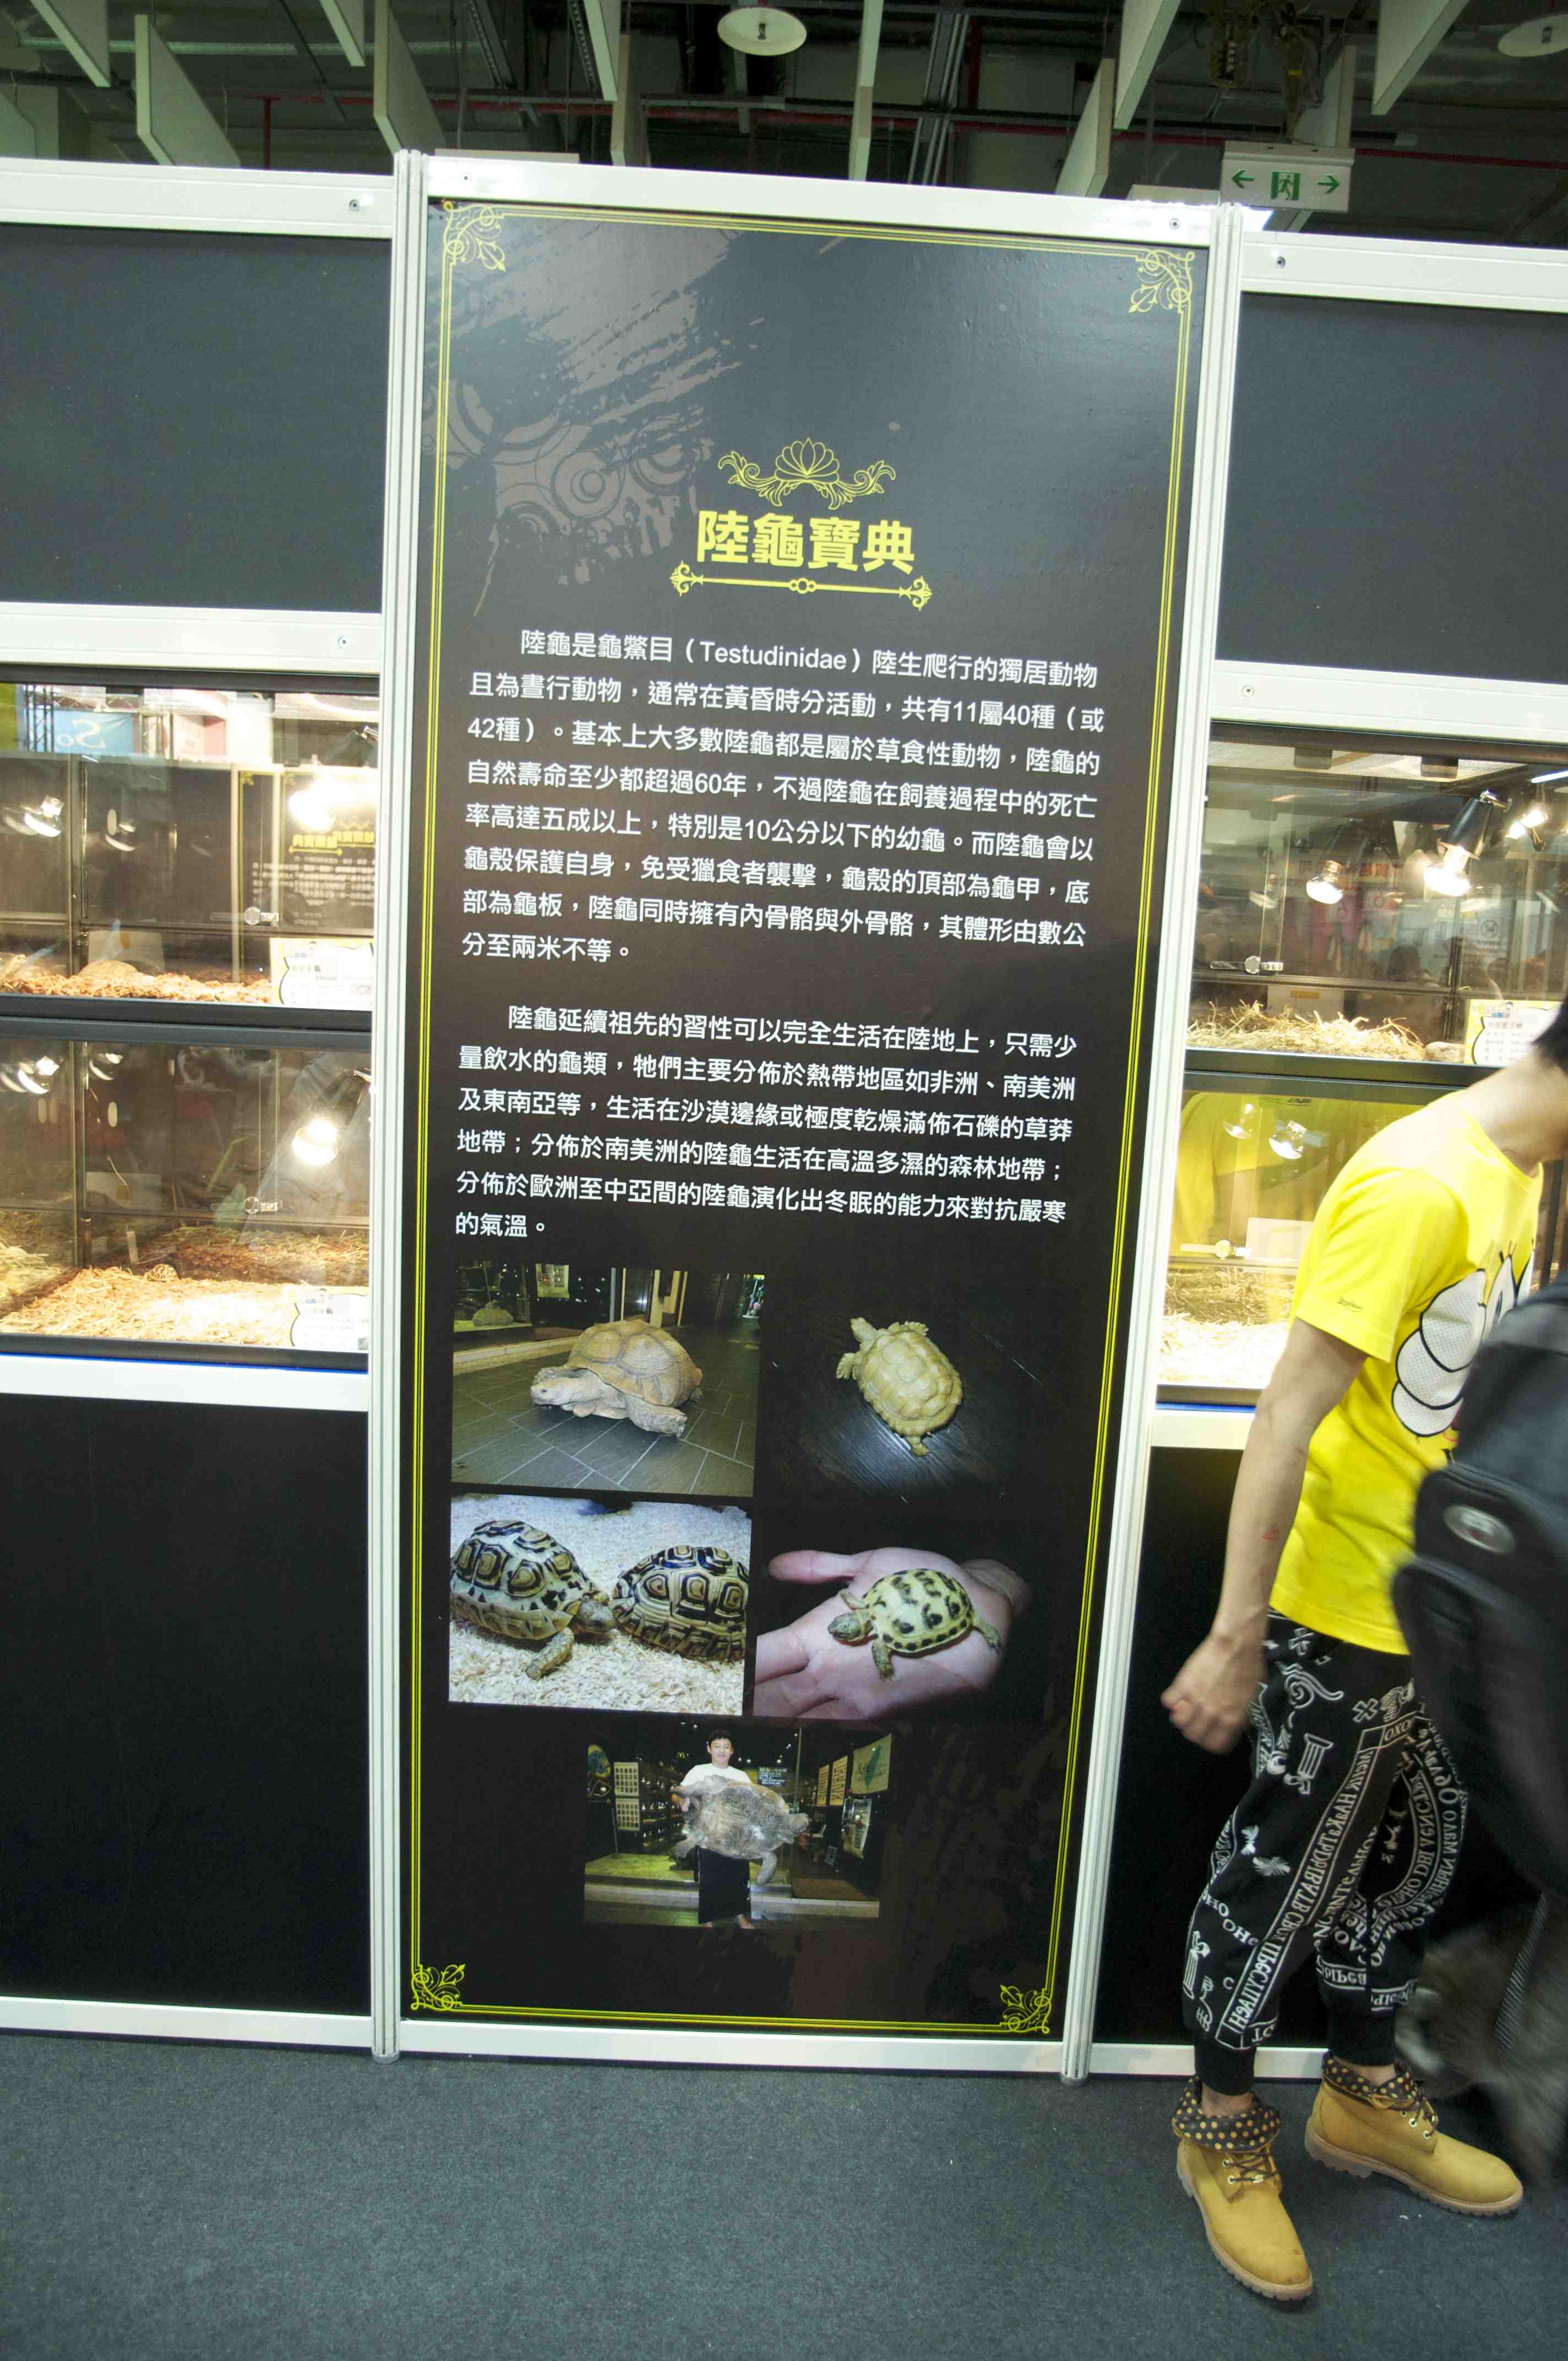 陸龜寶典
陸龜是龜鱉目（Testudinidae）陸生爬行的獨居動物
且為晝行動物，通常在黃昏時分活動，共有11屬40種（或
42種）。基本上大多數陸龜都是屬於草食性動物，陸龜的
自然壽命至少都超過60年，不過陸龜在飼養過程中的死亡
率高達五成以上，特別是10公分以下的幼龜。而陸龜會以
龜殼保護自身，免受獵食者襲擊，龜殼的頂部為龜甲，底
部為龜板，陸龜同時擁有內骨骼與外骨骼，其體形由數公
分至兩米不等。
陸龜延續祖先的習性可以完全生活在陸地上，只需少
量飲水的龜類，牠們主要分佈於熱帶地區如非洲、南美洲
及東南亞等，生活在沙漠邊緣或極度乾燥滿佈石礫的草莽
地帶；分佈於南美洲的陸龜生活在高溫多濕的森林地帶；
分佈於歐洲至中亞間的陸龜演化出冬眠的能力來對抗嚴寒
的氣溫。